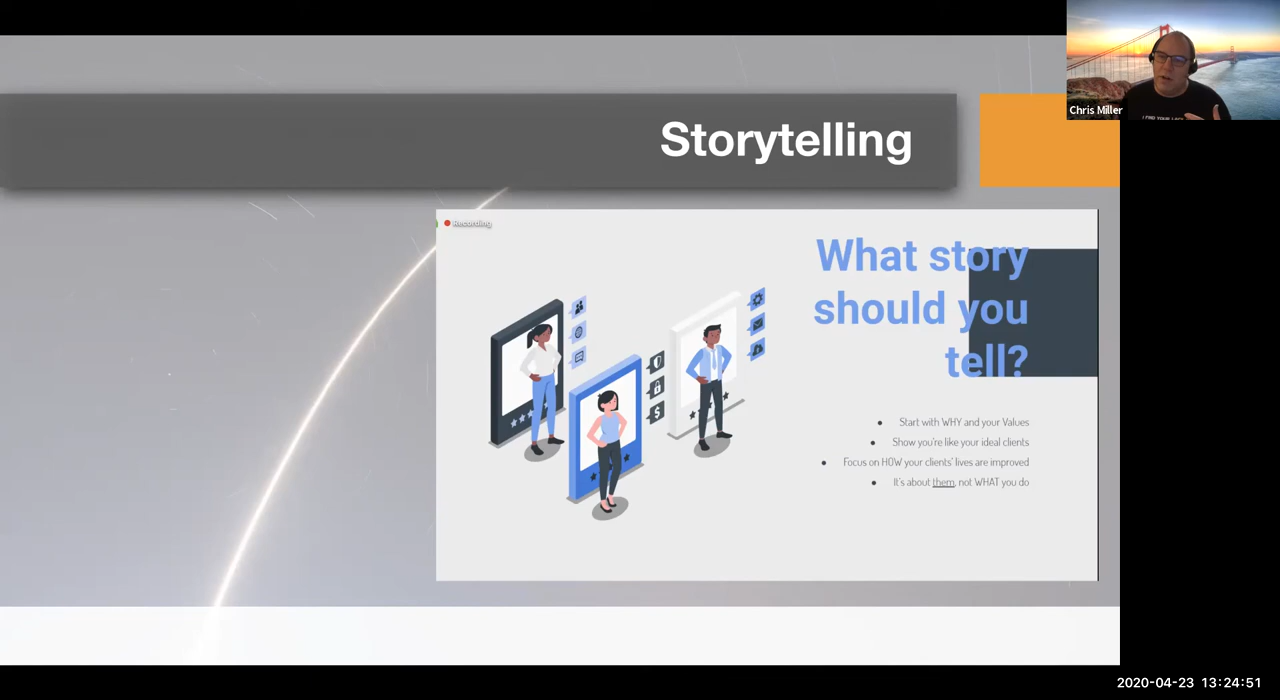 Chris Miller
Storytelling
Recording
What story
should you
tell?
● Start with WHY and your Values
● Show you're like your ideal clients
● Focus on HOW your clients' lives are improved
● It's about them, not WHAT you do
2020-04-23 13:24:51